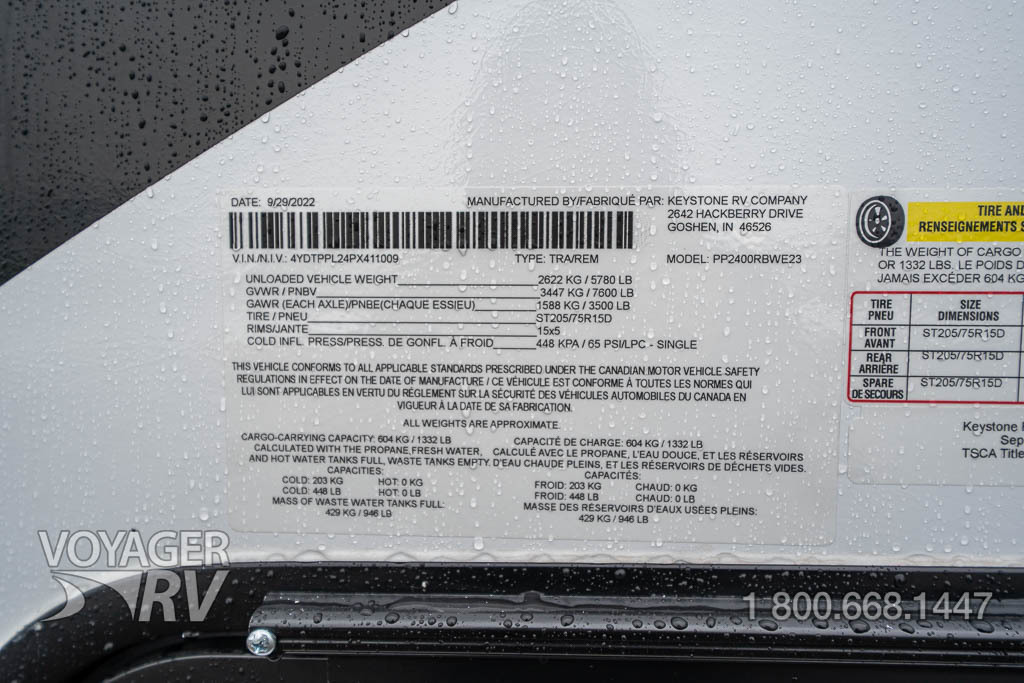 DATE: 9/29/2022 MANUFACTURED BY/FABRIQUÉ PAR: KEYSTONE RV COMPANY
2642 HACKBERRY DRIVE
GOSHEN, IN 46526
V.I.N./N.I.V.: 4YDTPPL24PX411009 TYPE: TRA/REM MODEL: PP2400RBWE23
UNLOADED VEHICLE WEIGHT 2622 KG / 5780 LB
GVWR / PNBV 3447 KG / 7600 LB
GAWR (EACH AXLE)/PNBE(CHAQUE ESSIEU) 1588 KG / 3500 LB
TIRE / PNEU ST205/75R15D
RIMS/JANTE 15x5
COLD INFL. PRESS/PRESS. DE GONFL. À FROID 448 KPA / 65 PSI/LPC - SINGLE
THIS VEHICLE CONFORMS TO ALL APPLICABLE STANDARDS PRESCRIBED UNDER THE CANADIAN MOTOR VEHICLE SAFETY
REGULATIONS IN EFFECT ON THE DATE OF MANUFACTURE / CE VÉHICULE EST CONFORME À TOUTES LES NORMES QUI
LUI SONT APPLICABLES EN VERTU DU RÈGLEMENT SUR LA SÉCURITÉ DES VÉHICULES AUTOMOBILES DU CANADA EN
VIGUEUR À LA DATE DE SA FABRICATION.
ALL WEIGHTS ARE APPROXIMATE.
CARGO-CARRYING CAPACITY: 604 KG / 1332 LB
CALCULATED WITH THE PROPANE, FRESH WATER,
AND HOT WATER TANKS FULL, WASTE TANKS EMPTY.
CAPACITIES:
COLD: 203 KG HOT: 0 KG
COLD: 448 LB HOT: 0 LB
MASS OF WASTE WATER TANKS FULL:
429 KG / 946 LB
CAPACITÉ DE CHARGE: 604 KG / 1332 LB
CALCULÉ AVEC LE PROPANE, L'EAU DOUCE, ET LES RÉSERVOIRS
D'EAU CHAUDE PLEINS, ET LES RÉSERVOIRS DE DÉCHETS VIDES.
CAPACITÉS:
FROID: 203 KG CHAUD: 0 KG
FROID: 448 LB CHAUD: 0 LB
MASSE DES RÉSERVOIRS D'EAUX USÉES PLEINS:
429 KG / 946 LB
TIRE AND
RENSEIGNEMENTS S
THE WEIGHT OF CARGO
OR 1332 LBS. LE POIDS D
JAMAIS EXCÉDER 604 KG
TIRE SIZE
PNEU DIMENSIONS
FRONT ST205/75R15D
AVANT
REAR ST205/75R15D
ARRIÈRE
SPARE ST205/75R15D
DE SECOURS
Keystone
Sep
TSCA Title
VOYAGER
RV
1 800.668.1447